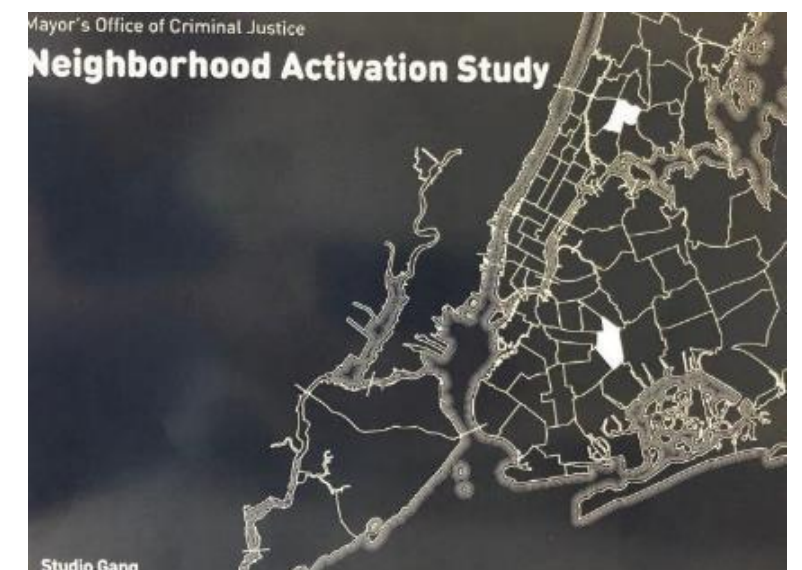 Mayor's Office of Criminal Justice
Neighborhood Activation Study
Studio Gang